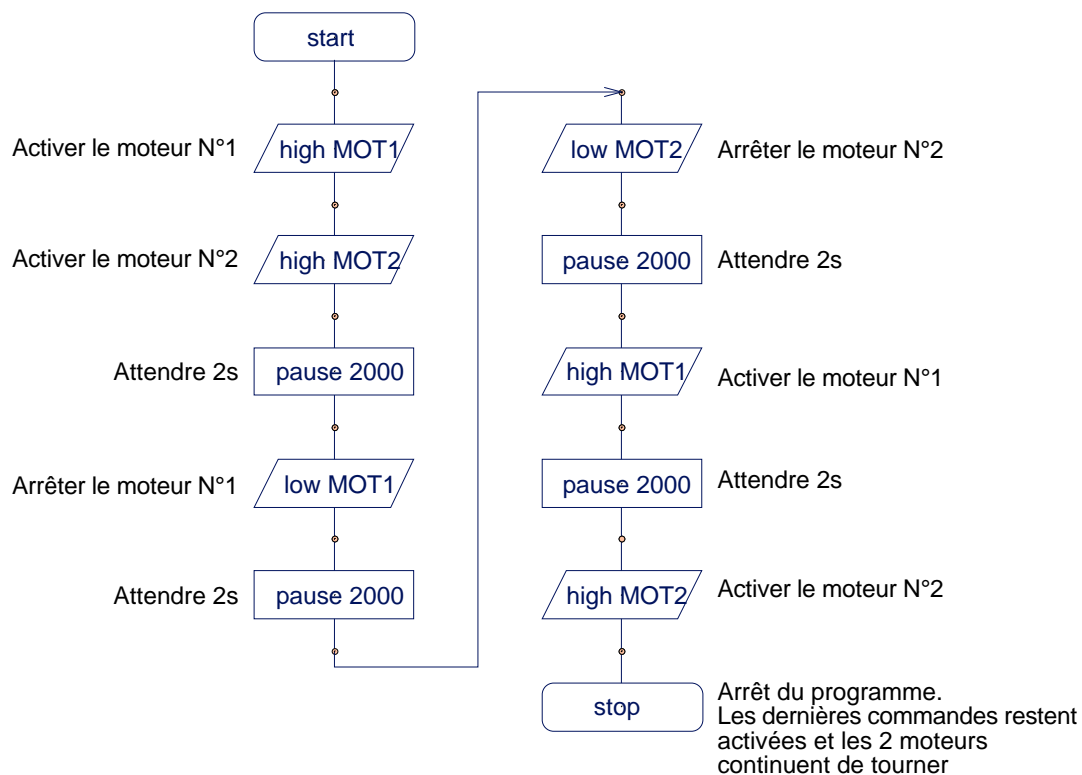 start
Activer le moteur N°1
high MOT1
Activer le moteur N°2
high MOT2
Attendre 2s
pause 2000
Arrêter le moteur N°1
low MOT1
Attendre 2s
pause 2000
low MOT2
Arrêter le moteur N°2
pause 2000
Attendre 2s
high MOT1
Activer le moteur N°1
pause 2000
Attendre 2s
high MOT2
Activer le moteur N°2
stop
Arrêt du programme.
Les dernières commandes restent
activées et les 2 moteurs
continuent de tourner